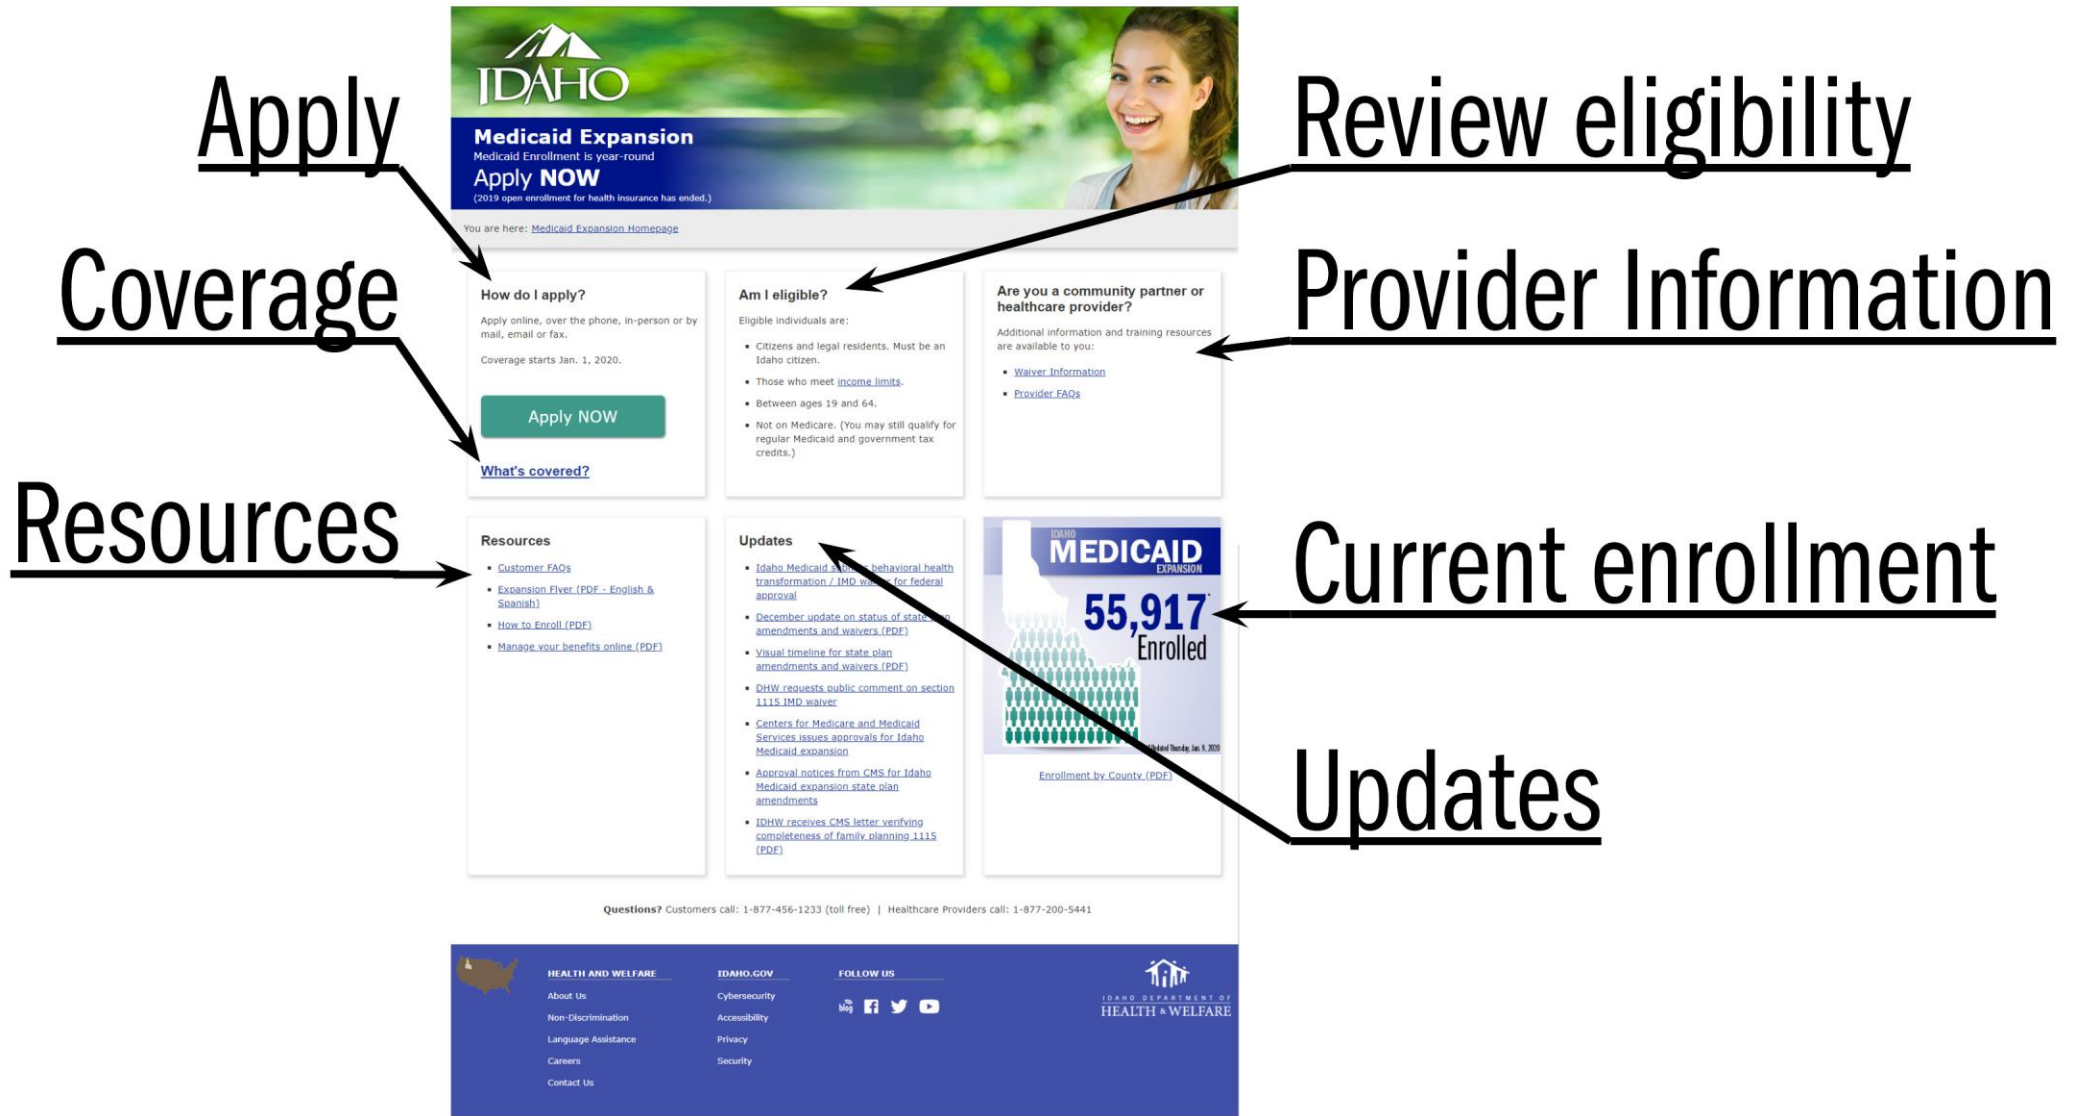 Apply
Coverage
Resources
Review eligibility
Provider Information
Current enrollment
Updates
IDAHO
Medicaid Expansion
Medicaid Enrollment is year-round
Apply NOW
(2019 open enrollment for health insurance has ended.)
You are here: Medicaid Expansion Homepage
How do I apply?
Apply online, over the phone, in-person or by
mail, email or fax.
Coverage starts Jan. 1, 2020.
Apply NOW
What's covered?
Am I eligible?
Eligible individuals are:
Citizens and legal residents. Must be an
Idaho citizen.
Those who meet income limits.
Between ages 19 and 64.
Not on Medicare. (You may still qualify for
regular Medicaid and government tax
credits.)
Are you a community partner or
healthcare provider?
Additional information and training resources
are available to you:
Waiver Information
Provider FAQs
Resources
Customer FAQs
Expansion Flyer (PDF - English &
Spanish)
How to Enroll (PDF)
Manage your benefits online (PDF)
Updates
Idaho Medicaid behavioral health
transformation / IMD for federal
approval
December update on status of state plan
amendments and waivers (PDF)
Visual timeline for state plan
amendments and waivers (PDF)
DHW requests public comment on section
1115 IMD waiver
Centers for Medicare and Medicaid
Services issues approvals for Idaho
Medicaid expansion
Approval notices from CMS for Idaho
Medicaid expansion state plan
amendments
IDHW receives CMS letter verifying
completeness of family planning 1115
(PDF)
IDAHO
MEDICAID
EXPANSION
55,917*
Enrolled
Updated Thursday, Jan. 9, 2020
Enrollment by County (PDF)
Questions? Customers call: 1-877-456-1233 (toll free) | Healthcare Providers call: 1-877-200-5441
HEALTH AND WELFARE
About Us
Non-Discrimination
Language Assistance
Careers
Contact Us
IDAHO.GOV
Cybersecurity
Accessibility
Privacy
Security
FOLLOW US
blog
IDAHO DEPARTMENT OF
HEALTH & WELFARE